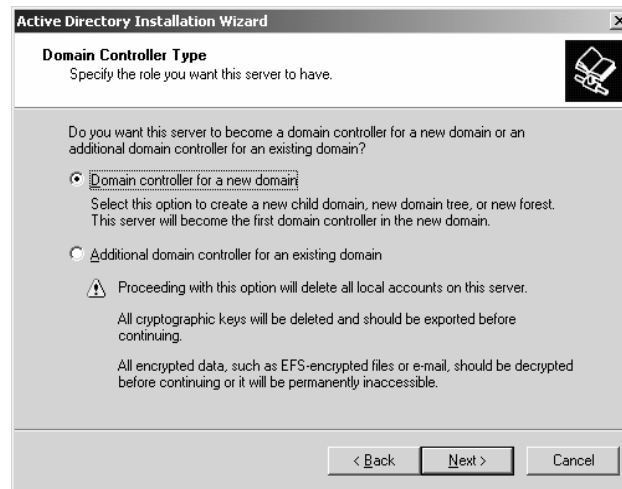 Active Directory Installation Wizard
Domain Controller Type
Specify the role you want this server to have.
Do you want this server to become a domain controller for a new domain or an
additional domain controller for an existing domain?
Domain controller for a new domain
Select this option to create a new child domain, new domain tree, or new forest.
This server will become the first domain controller in the new domain.
Additional domain controller for an existing domain
Proceeding with this option will delete all local accounts on this server.
All cryptographic keys will be deleted and should be exported before
continuing.
All encrypted data, such as EFS-encrypted files or e-mail, should be decrypted
before continuing or it will be permanently inaccessible.
< Back Next > Cancel